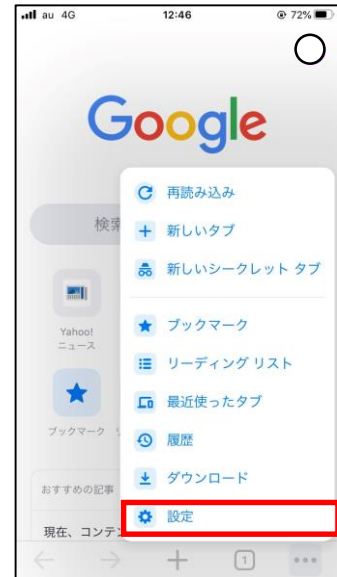 au 4G 12:46 72%
Google
再読み込み
検索
新しいタブ
新しいシークレット タブ
Yahoo!
ニュース
ブックマーク
リーディング リスト
最近使ったタブ
ブックマーク
履歴
ダウンロード
おすすめの記事
設定
現在、コンテン
1